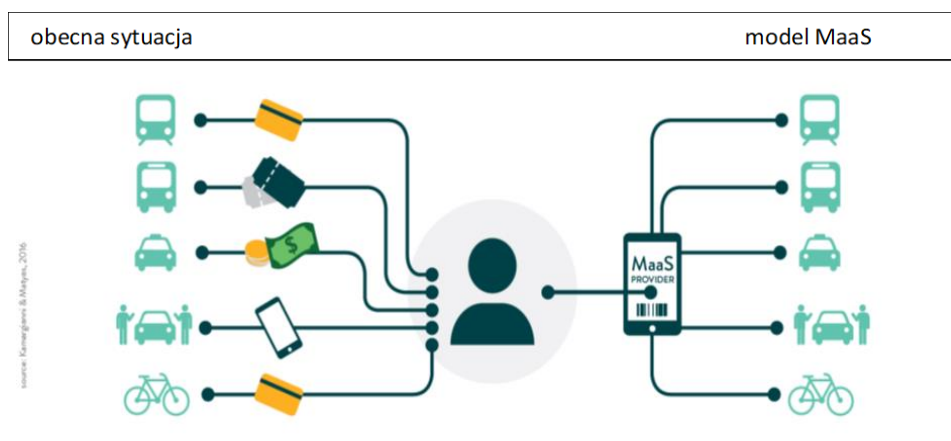 obecna sytuacja
model MaaS
MaaS
PROVIDER
$
source: Kamargianni & Matyas, 2016